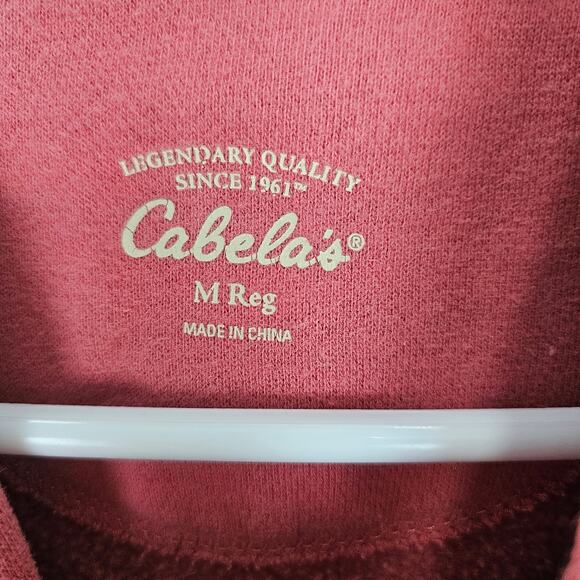 LEGENDARY QUALITY
SINCE 1961™
Cabela's®
M Reg
MADE IN CHINA